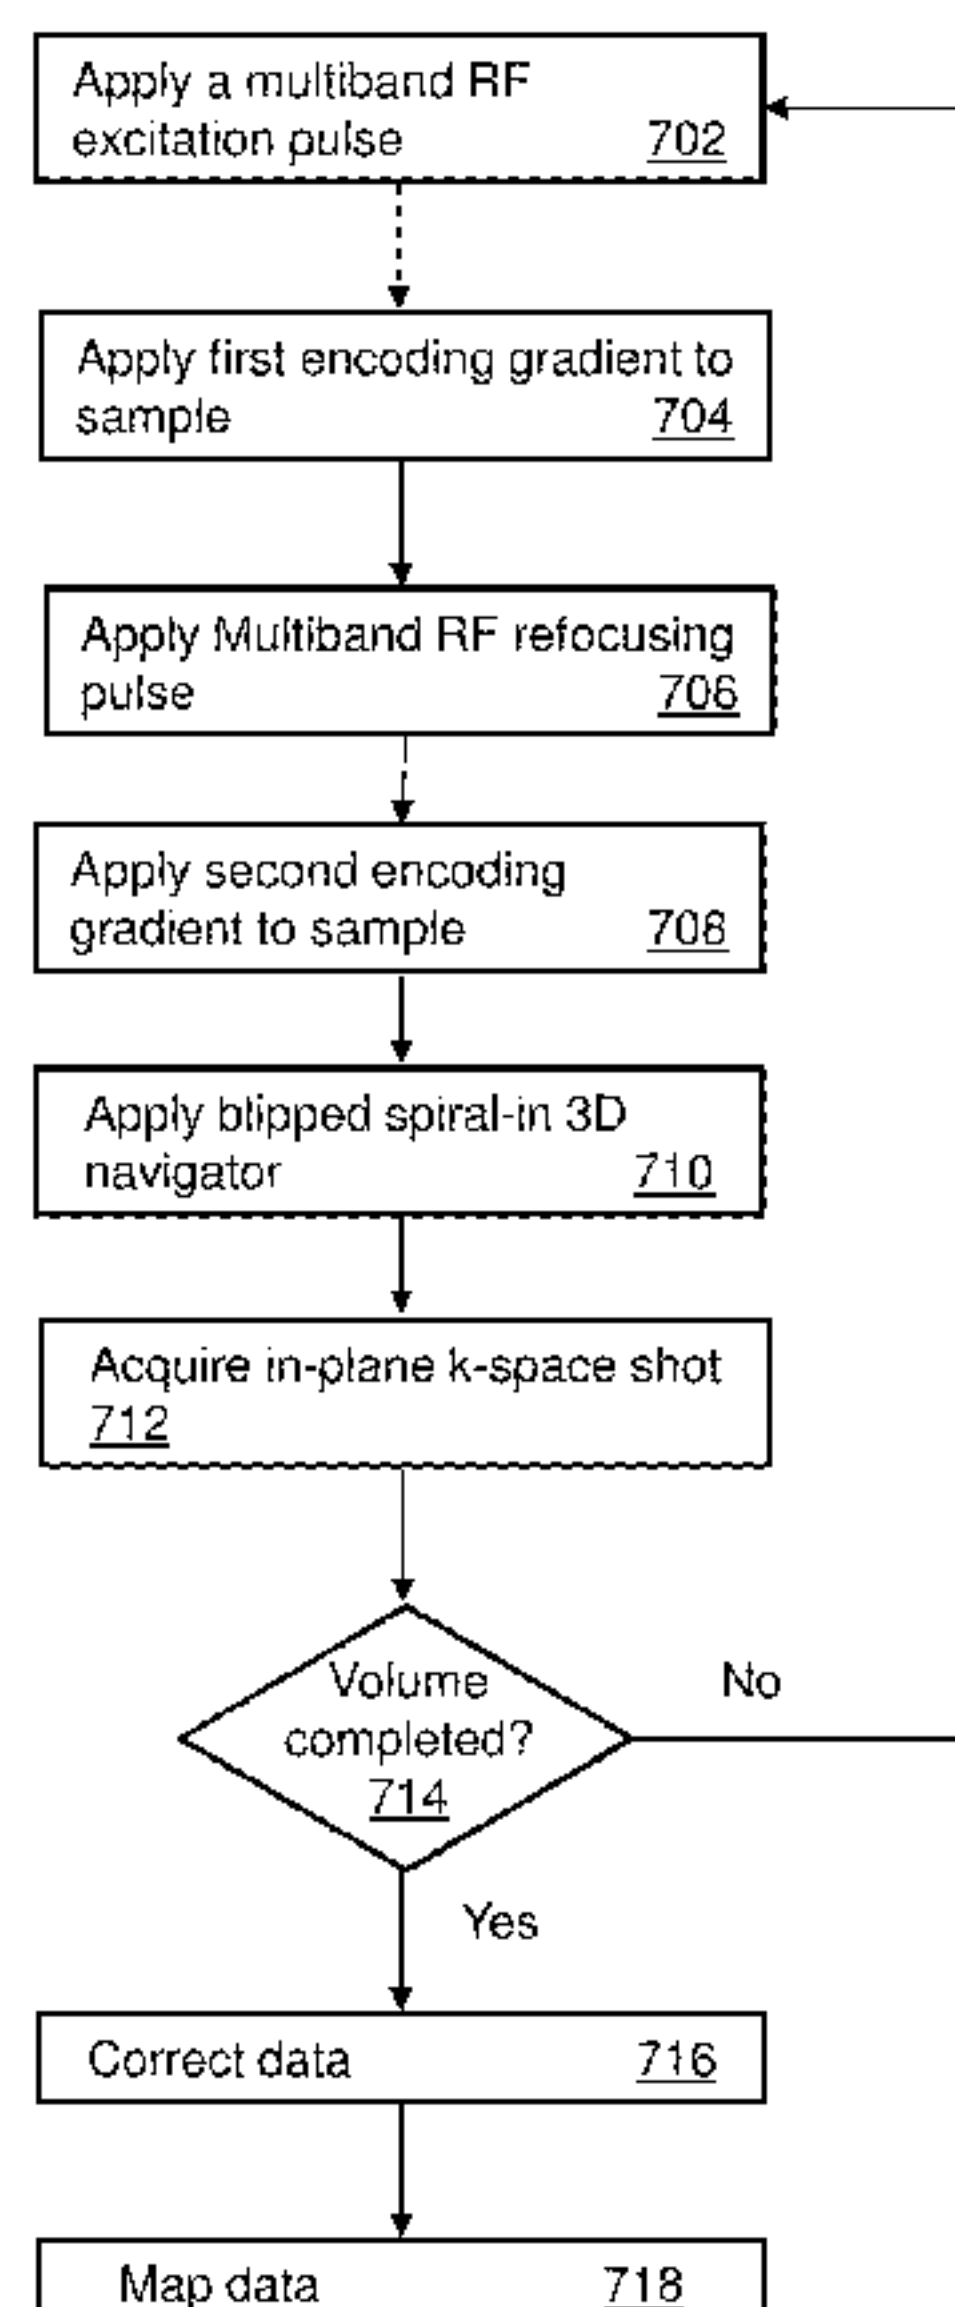 Apply a multiband RF
excitation pulse 702
Apply first encoding gradient to
sample 704
Apply Multiband RF refocusing
pulse 706
Apply second encoding
gradient to sample 708
Apply blipped spiral-in 3D
navigator 710
Acquire in-plane k-space shot
712
Volume
completed?
714
No
Yes
Correct data 716
Map data 718